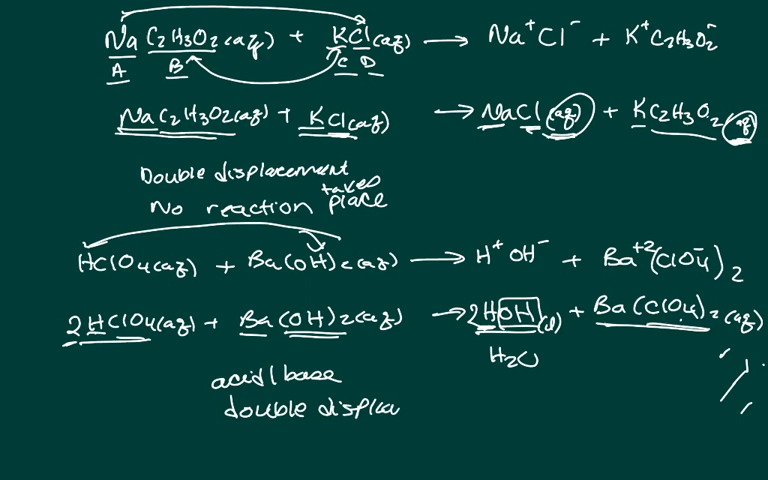 NaC₂H₃O₂(aq) + KCl(aq) → Na⁺Cl⁻ + K⁺C₂H₃O₂⁻
A B C D
NaC₂H₃O₂(aq) + KCl(aq) → NaCl(aq) + KC₂H₃O₂(aq)
Double displacement
No reaction takes place
HClO₄(aq) + Ba(OH)₂(aq) → H⁺OH⁻ + Ba⁺²(ClO₄⁻)₂
2HClO₄(aq) + Ba(OH)₂(aq) → 2HOH(l) + Ba(ClO₄)₂(aq)
H₂O
acid/base
double displac